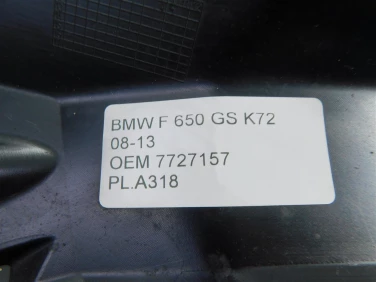 BMW F 650 GS K72
08-13
OEM 7727157
PL.A318